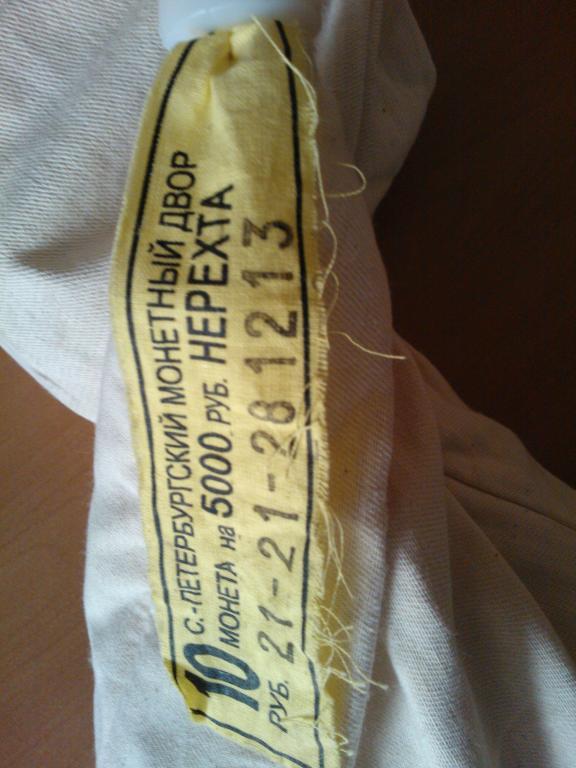 10 С.-ПЕТЕРБУРГСКИЙ МОНЕТНЫЙ ДВОР
МОНЕТА на 5000 РУБ. НЕРЕХТА
РУБ. 21-21-281213